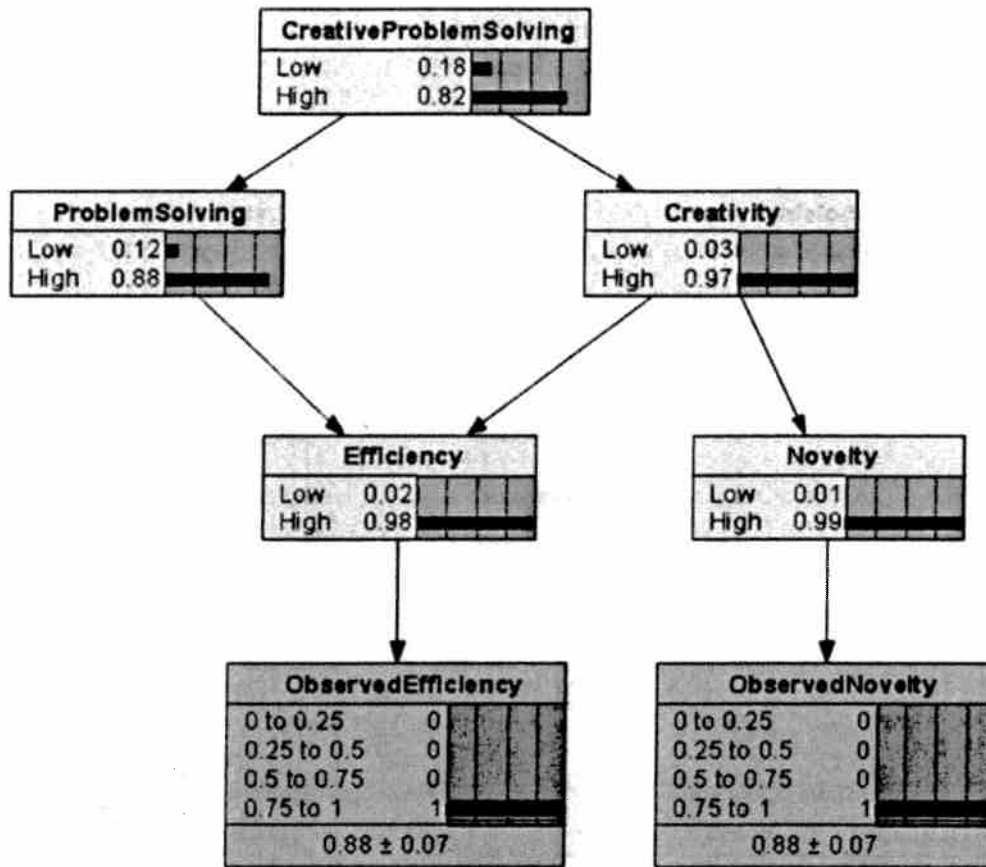 CreativeProblemSolving
Low 0.18
High 0.82
ProblemSolving
Low 0.12
High 0.88
Creativity
Low 0.03
High 0.97
Efficiency
Low 0.02
High 0.98
Novelty
Low 0.01
High 0.99
ObservedEfficiency
0 to 0.25 0
0.25 to 0.5 0
0.5 to 0.75 0
0.75 to 1 1
0.88 ± 0.07
ObservedNovelty
0 to 0.25 0
0.25 to 0.5 0
0.5 to 0.75 0
0.75 to 1 1
0.88 ± 0.07